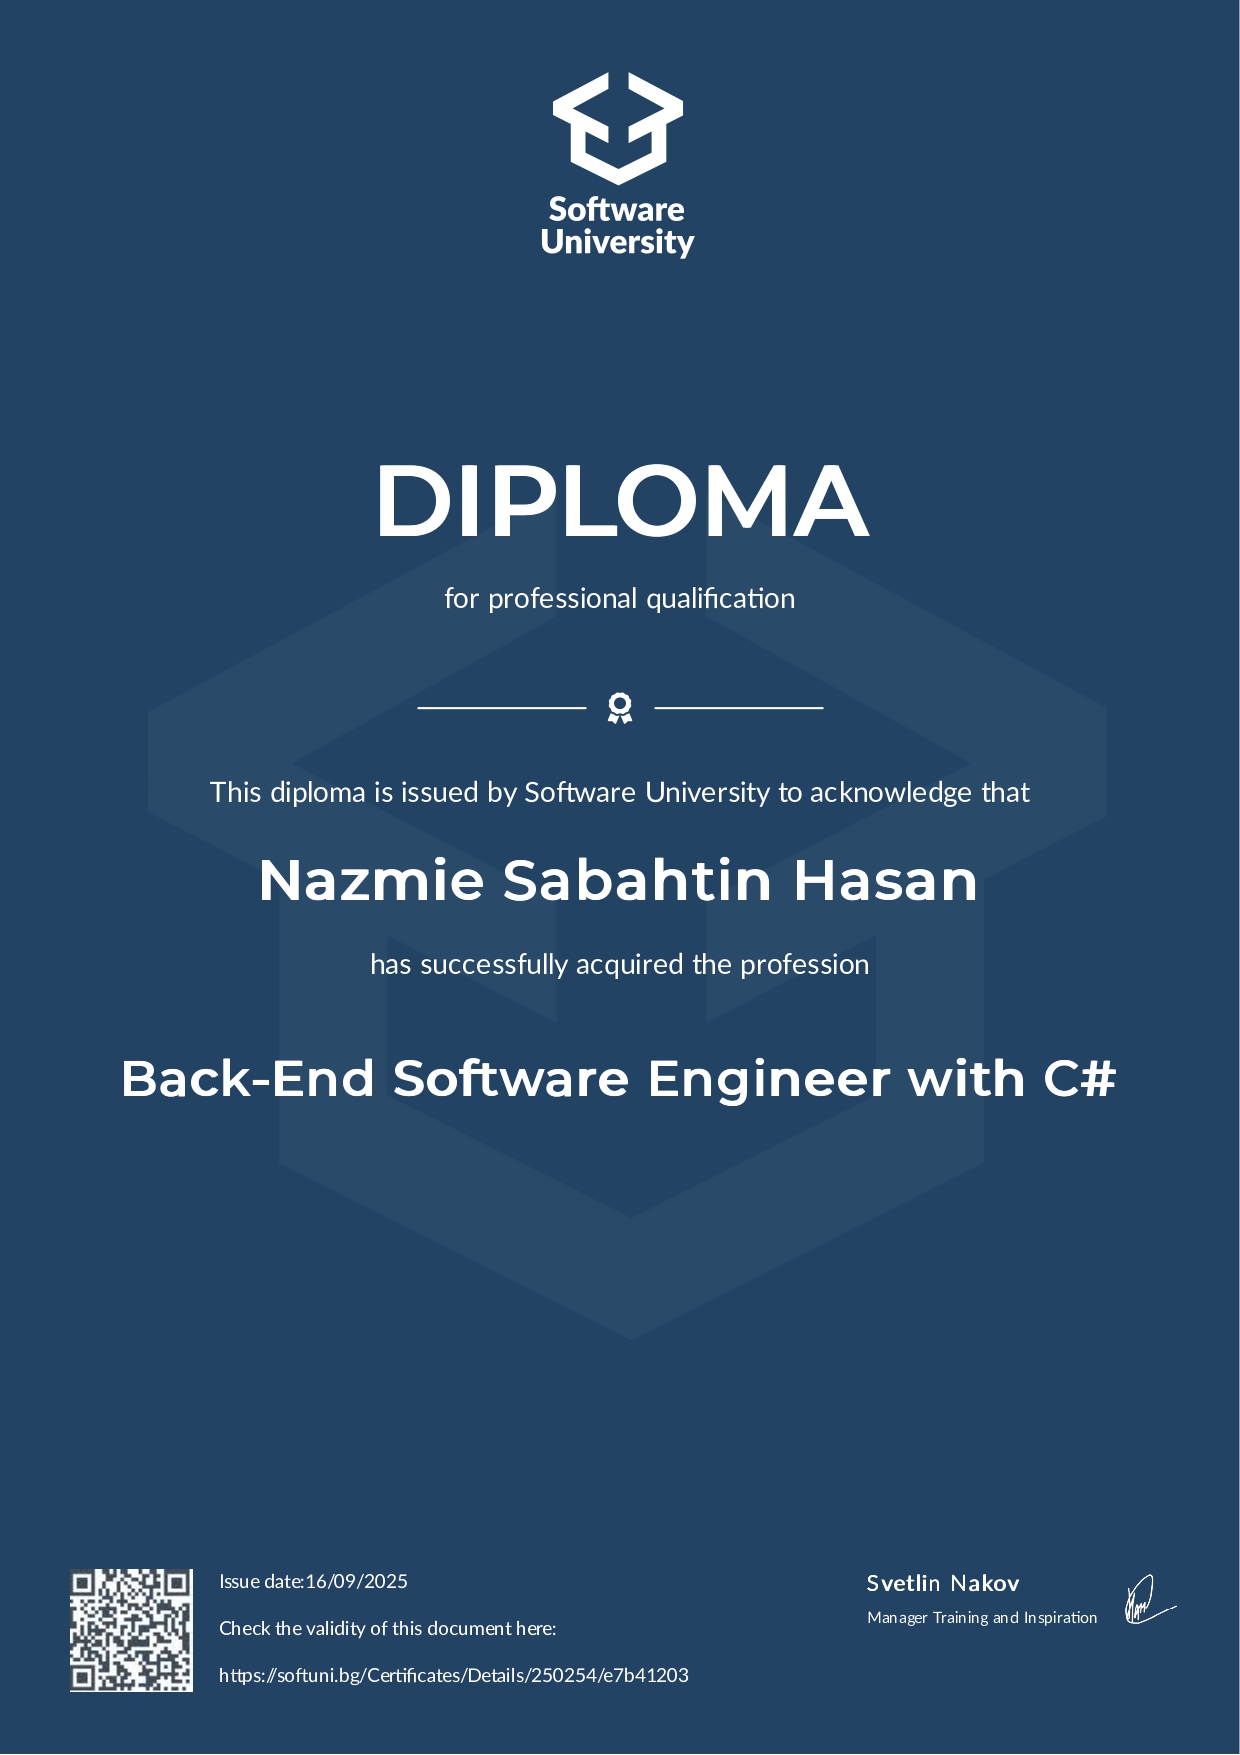 Software
University
DIPLOMA
for professional qualification
This diploma is issued by Software University to acknowledge that
Nazmie Sabahtin Hasan
has successfully acquired the profession
Back-End Software Engineer with C#
Issue date:16/09/2025
Check the validity of this document here:
https://softuni.bg/Certificates/Details/250254/e7b41203
Svetlin Nakov
Manager Training and Inspiration